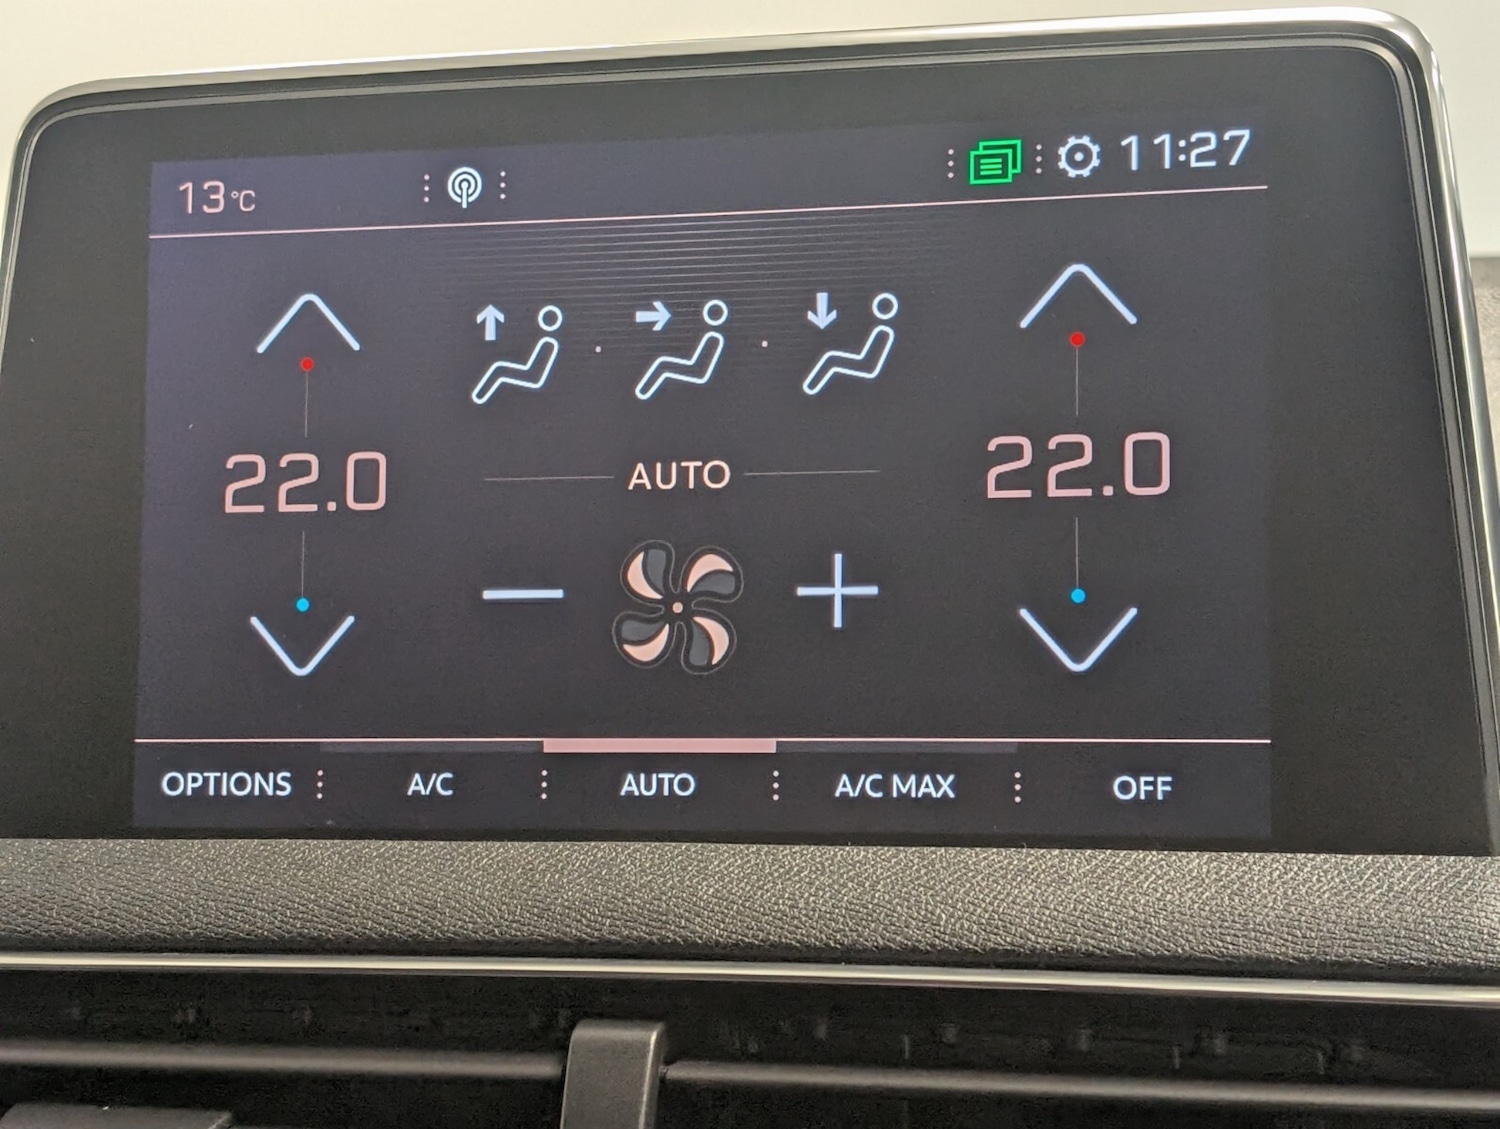 13°C
11:27
22.0
AUTO
22.0
OPTIONS
A/C
AUTO
A/C MAX
OFF